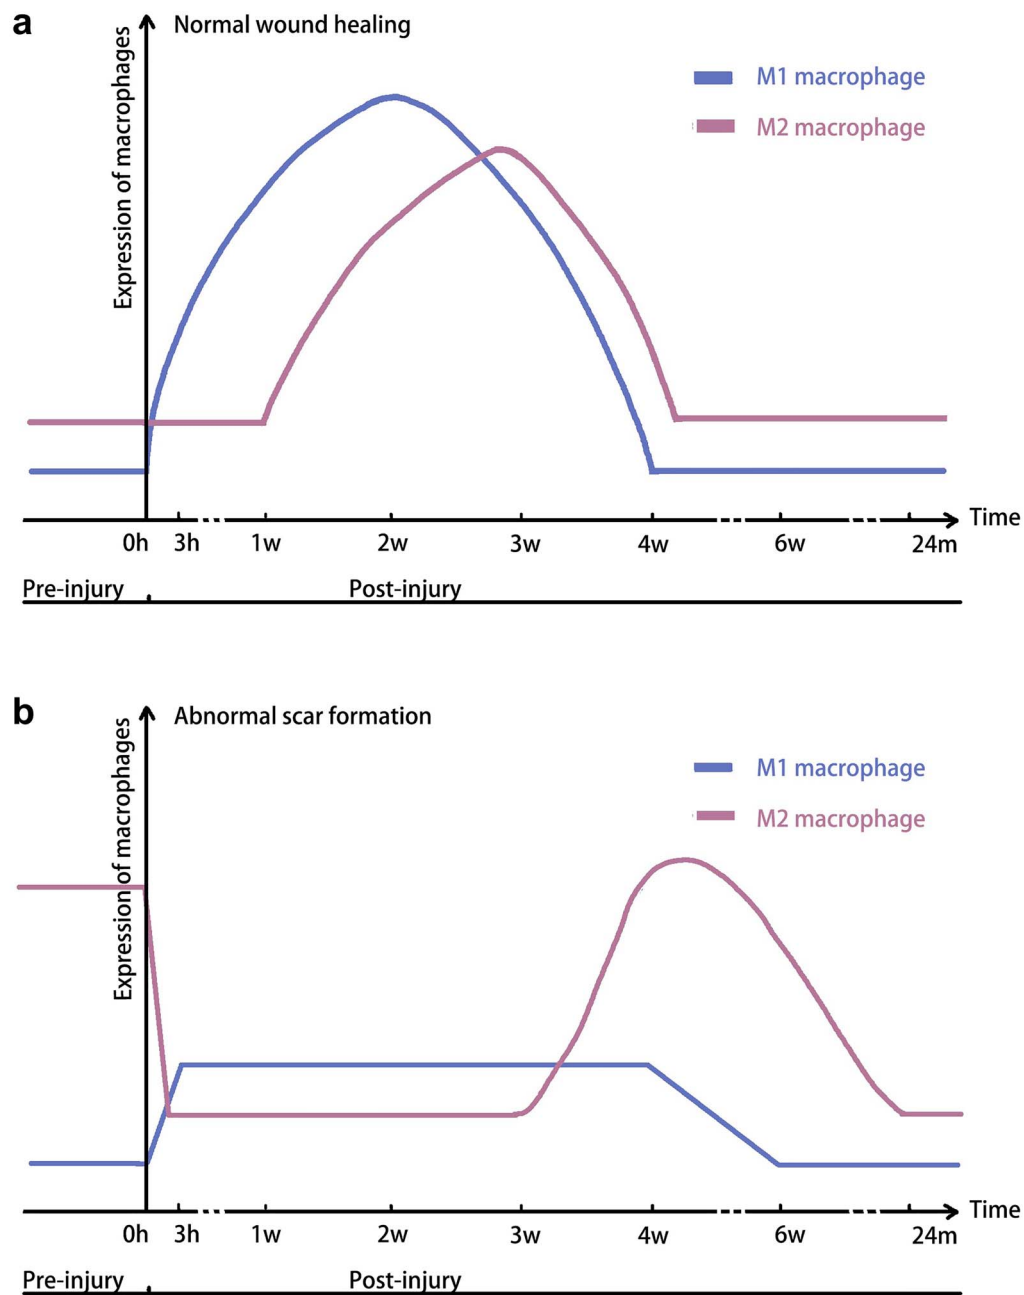 a
Normal wound healing
Expression of macrophages
M1 macrophage
M2 macrophage
0h 3h 1w 2w 3w 4w 6w 24m
Time
Pre-injury Post-injury
b
Abnormal scar formation
Expression of macrophages
M1 macrophage
M2 macrophage
0h 3h 1w 2w 3w 4w 6w 24m
Time
Pre-injury Post-injury